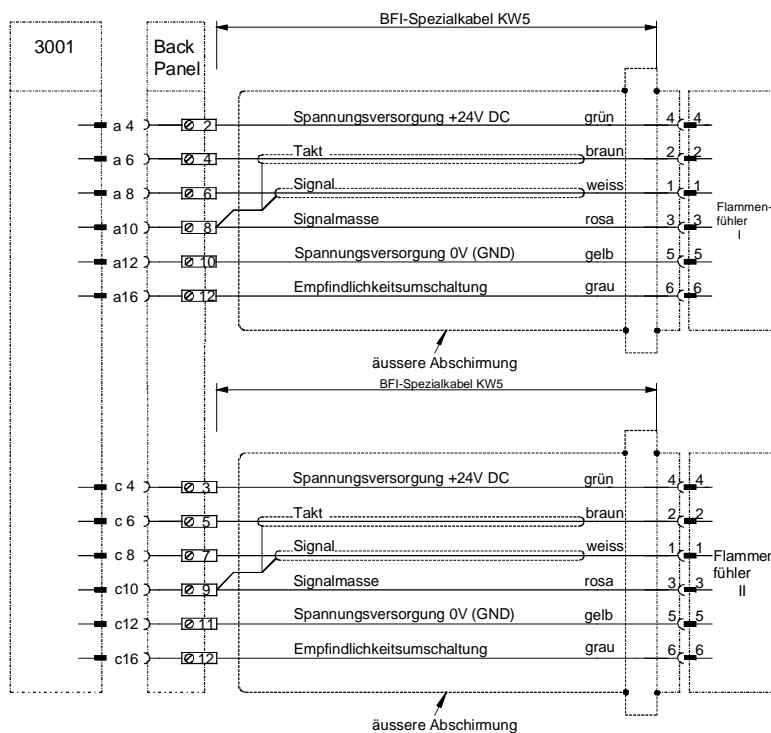 BFI-Spezialkabel KW5
3001
Back
Panel
a 4 2 Spannungsversorgung +24V DC grün 4 4
a 6 4 Takt braun 2 2
a 8 6 Signal weiss 1 1
a10 8 Signalmasse rosa 3 3
a12 10 Spannungsversorgung 0V (GND) gelb 5 5
a16 12 Empfindlichkeitsumschaltung grau 6 6
Flammen-
fühler
I
äussere Abschirmung
BFI-Spezialkabel KW5
c 4 3 Spannungsversorgung +24V DC grün 4 4
c 6 5 Takt braun 2 2
c 8 7 Signal weiss 1 1
c10 9 Signalmasse rosa 3 3
c12 11 Spannungsversorgung 0V (GND) gelb 5 5
c16 12 Empfindlichkeitsumschaltung grau 6 6
Flammen
fühler
II
äussere Abschirmung